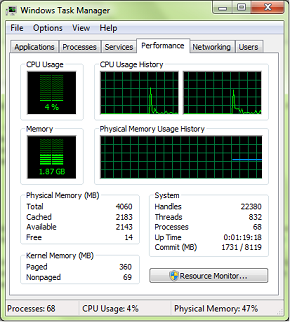 Windows Task Manager
File Options View Help
Applications Processes Services Performance Networking Users
CPU Usage CPU Usage History
4 %
Memory Physical Memory Usage History
1.87 GB
Physical Memory (MB)
Total 4060
Cached 2183
Available 2143
Free 14
Kernel Memory (MB)
Paged 360
Nonpaged 69
System
Handles 22380
Threads 832
Processes 68
Up Time 0:01:19:18
Commit (MB) 1731 / 8119
Resource Monitor...
Processes: 68 CPU Usage: 4% Physical Memory: 47%